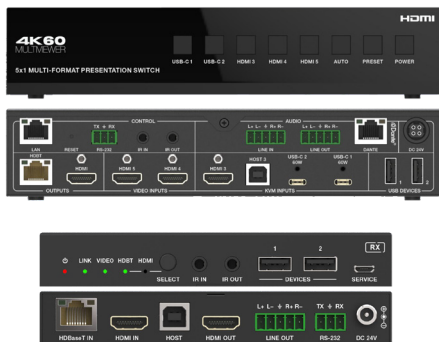 HDMI
4K60
MULTIVIEWER
5x1 MULTI-FORMAT PRESENTATION SWITCH
USB-C 1 USB-C 2 HDMI 3 HDMI 4 HDMI 5 AUTO PRESET POWER
CONTROL AUDIO
TX ⏚ RX L+ L- ⏚ R+ R- L+ L- ⏚ R+ R- Dante
LAN RESET RS-232 IR IN IR OUT LINE IN LINE OUT DANTE DC 24V
HOST HDMI HDMI 5 HDMI 4 HDMI 3 HOST 3 USB-C 2 USB-C 1
60W 60W
1 2
OUTPUTS VIDEO INPUTS KVM INPUTS USB DEVICES
1 2 RX
LINK VIDEO HDBT HDMI
SELECT IR IN IR OUT DEVICES SERVICE
L+ L- ⏚ R+ R- TX ⏚ RX
HDBaseT IN HDMI IN HOST HDMI OUT LINE OUT RS-232 DC 24V